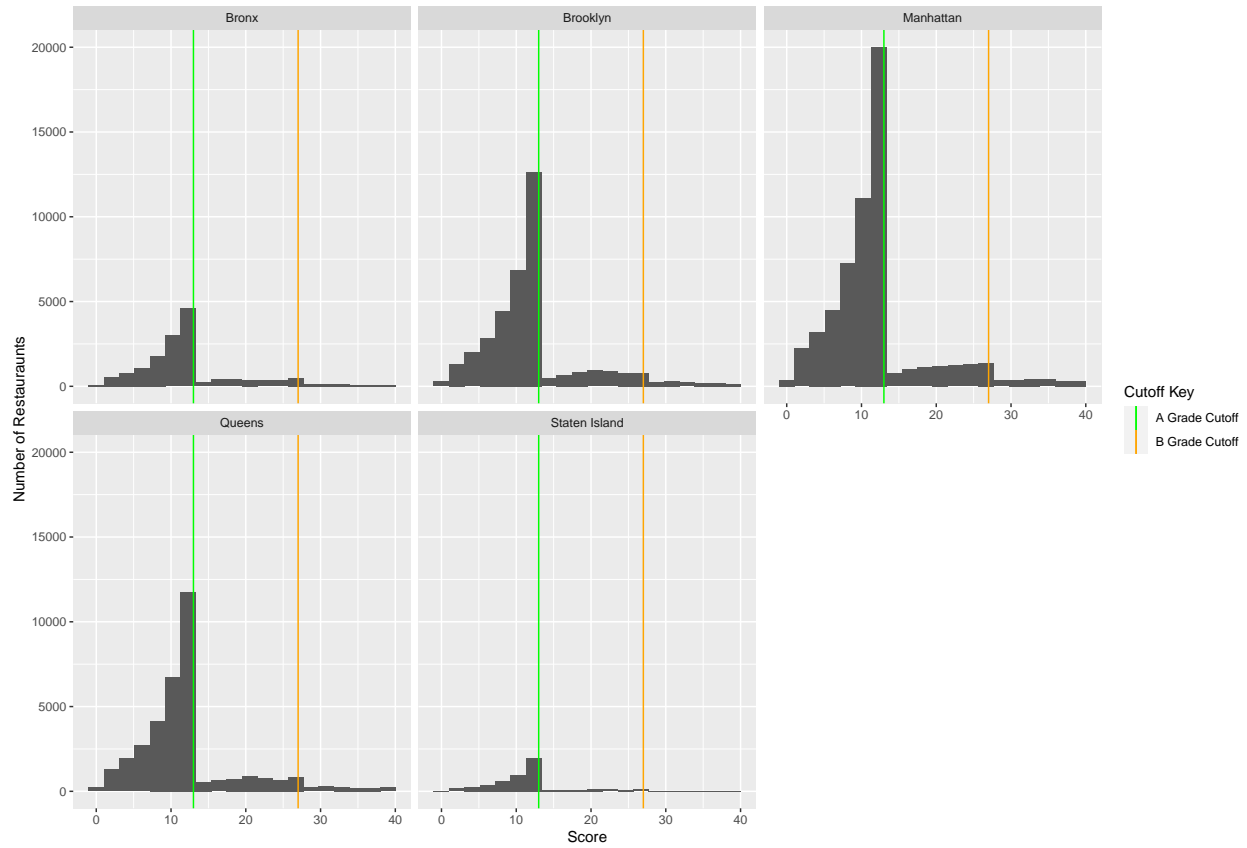 Bronx
Brooklyn
Manhattan
20000
15000
10000
5000
0
0
10
20
30
40
Queens
Staten Island
20000
15000
10000
5000
0
0
10
20
30
40
0
10
20
30
40
Score
Number of Restauraunts
Cutoff Key
A Grade Cutoff
B Grade Cutoff